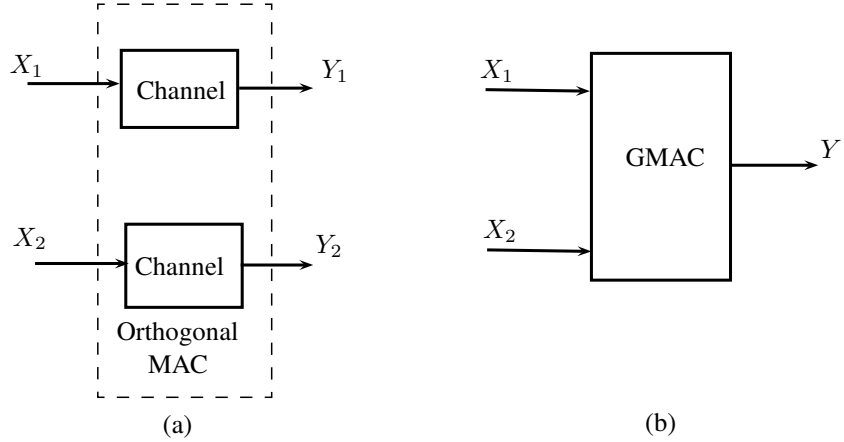 X₁
Channel
Y₁
X₂
Channel
Y₂
Orthogonal
MAC
(a)
X₁
GMAC
Y
X₂
(b)